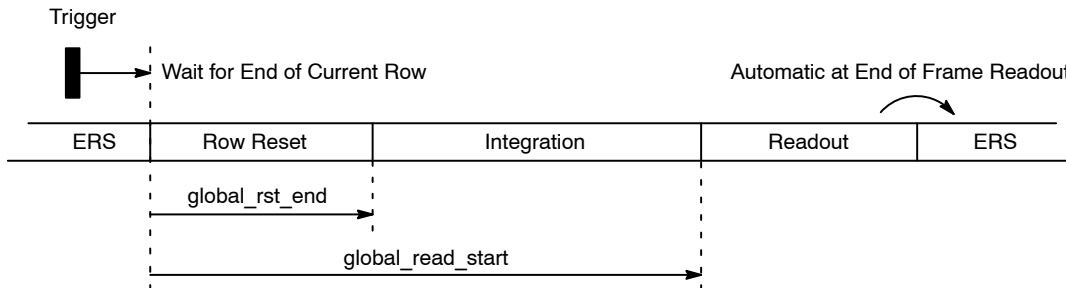 Trigger
Wait for End of Current Row
Automatic at End of Frame Readout
ERS
Row Reset
Integration
Readout
ERS
global_rst_end
global_read_start